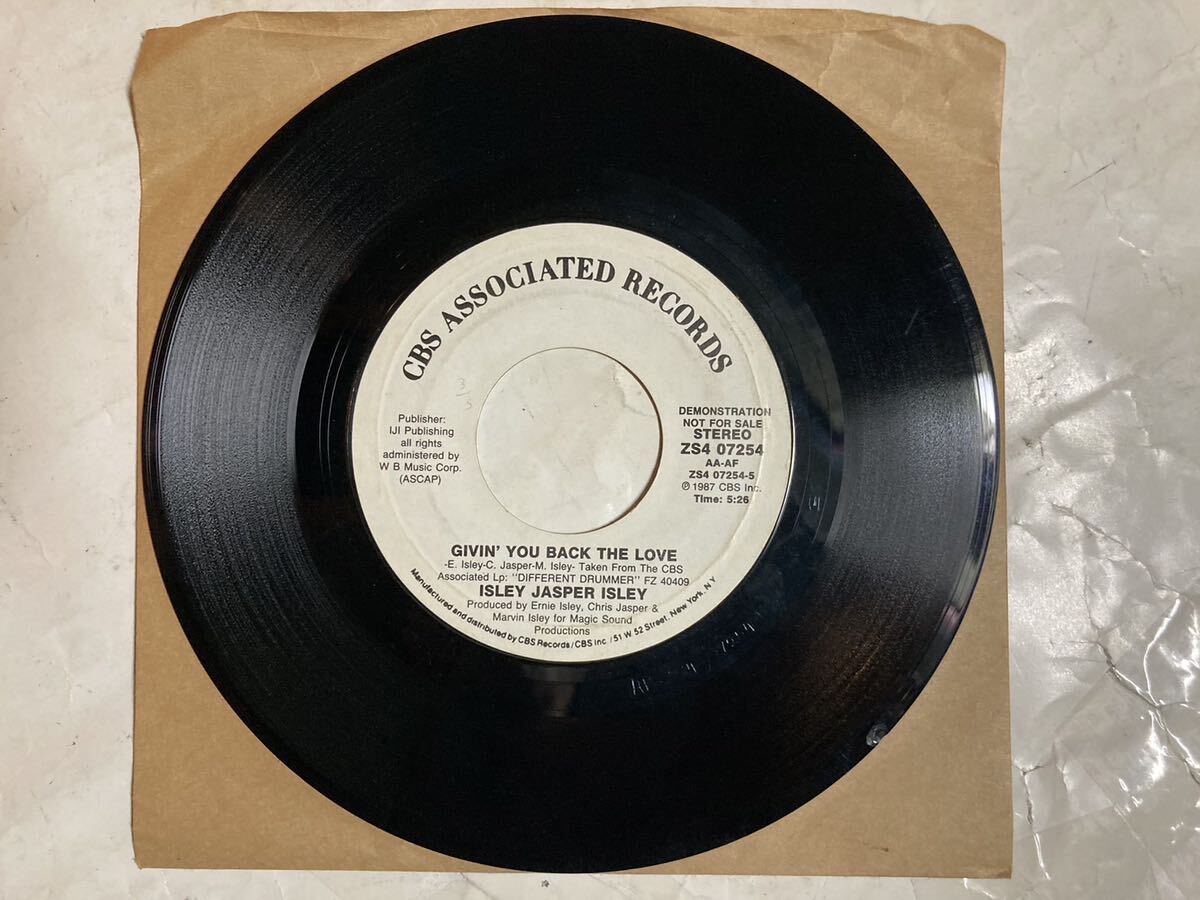 CBS ASSOCIATED RECORDS
3/5
Publisher:
IJI Publishing
all rights
administered by
W B Music Corp.
(ASCAP)
DEMONSTRATION
NOT FOR SALE
STEREO
ZS4 07254
AA-AF
ZS4 07254-5
℗ 1987 CBS Inc.
Time: 5:26
GIVIN' YOU BACK THE LOVE
-E. Isley-C. Jasper-M. Isley- Taken From The CBS
Associated Lp: "DIFFERENT DRUMMER" FZ 40409
ISLEY JASPER ISLEY
Produced by Ernie Isley, Chris Jasper &
Marvin Isley for Magic Sound
Productions
Manufactured and distributed by CBS Records/CBS Inc./51 W 52 Street, New York, N Y